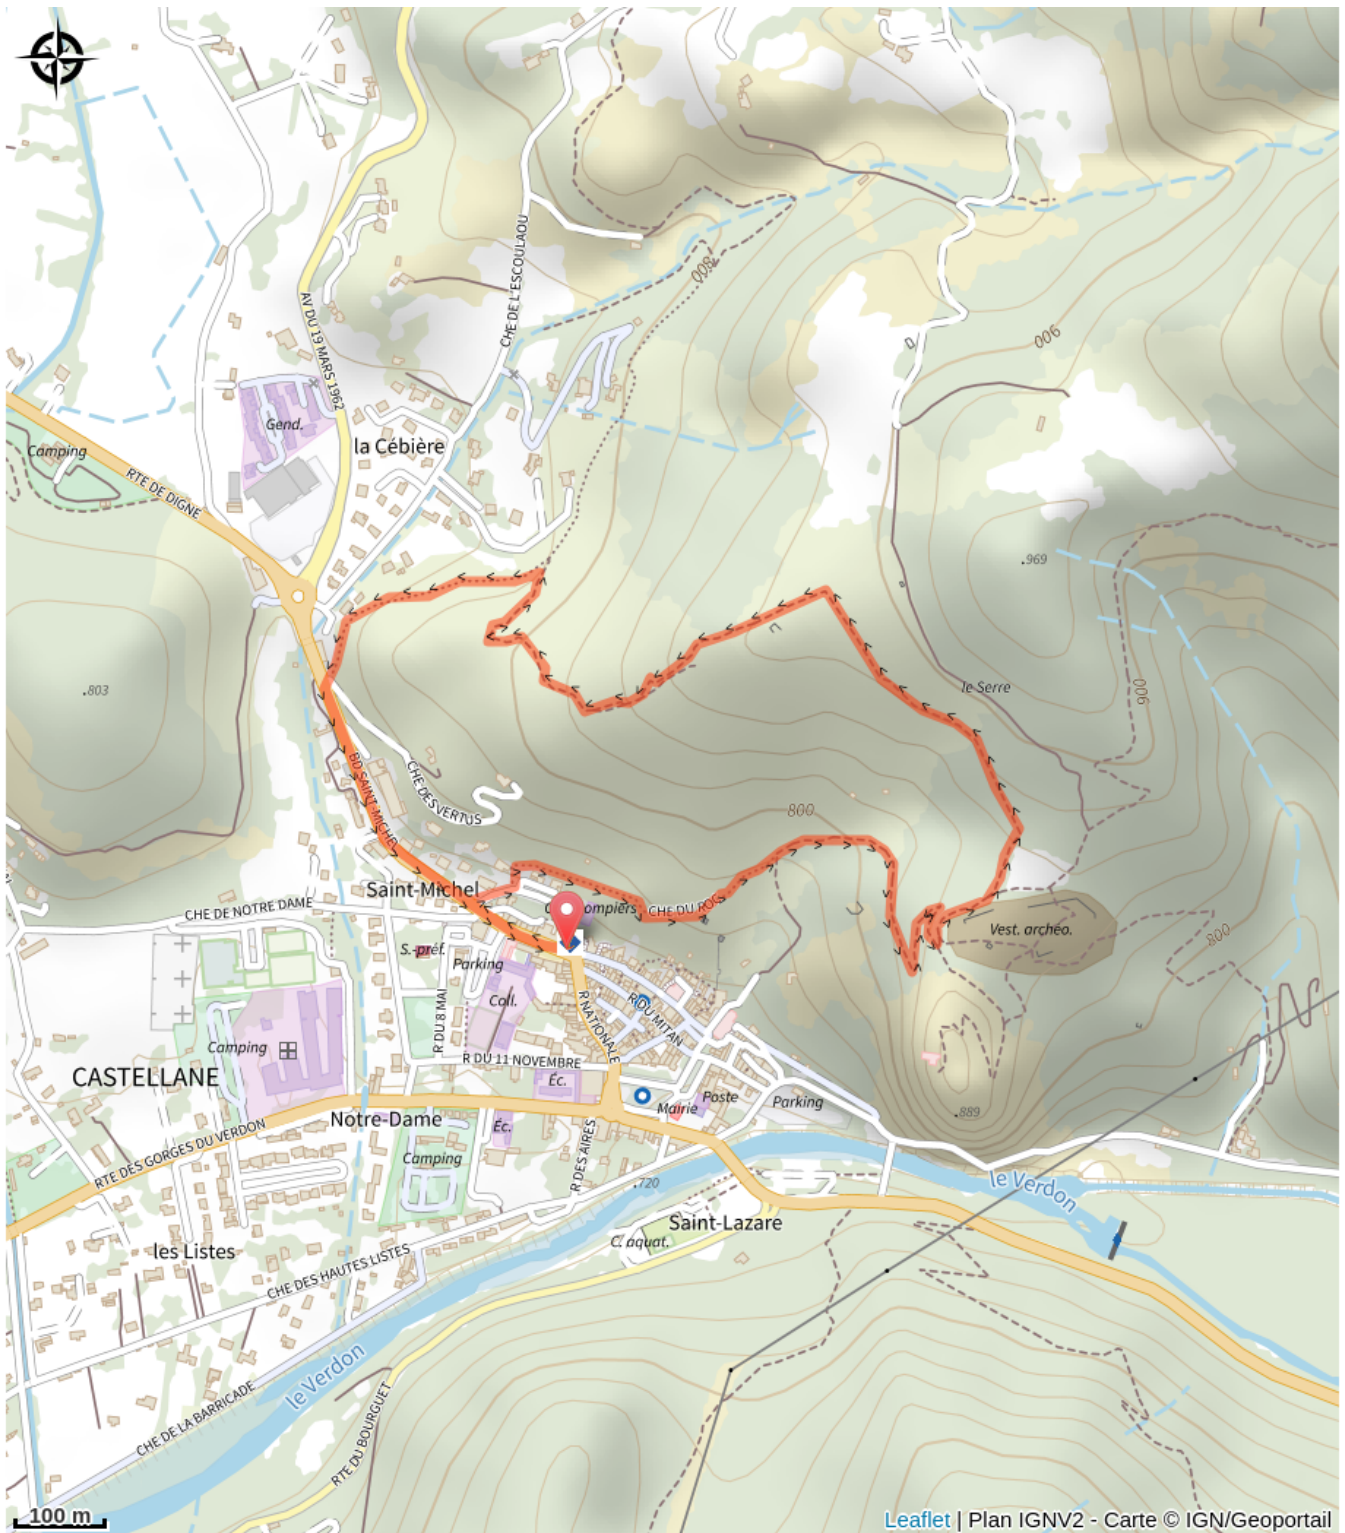 008
CHE DE L'ESCOULAOU
AV DU 19 MARS 1962
900
Gend.
la Cébière
Camping
RTE DE DIGNE
.969
le Serre
900
.803
BD SAINT-MICHEL
CHE DES VERTUS
800
Saint-Michel
CHE DE NOTRE DAME
ompiers
CHE DU ROC
Vest. archéo.
800
S.-préf.
Parking
Coll.
R DU 8 MAI
R NATIONALE
R DU MITAN
Camping
R DU 11 NOVEMBRE
CASTELLANE
Éc.
Poste
Mairie
Parking
.889
Notre-Dame
Éc.
RTE DES GORGES DU VERDON
Camping
R DES AIRES
.720
le Verdon
Saint-Lazare
C. aquat.
les Listes
CHE DES HAUTES LISTES
le Verdon
CHE DE LA BARRICADE
RTE DU BOURGUET
100 m
Leaflet | Plan IGNV2 - Carte © IGN/Geoportail